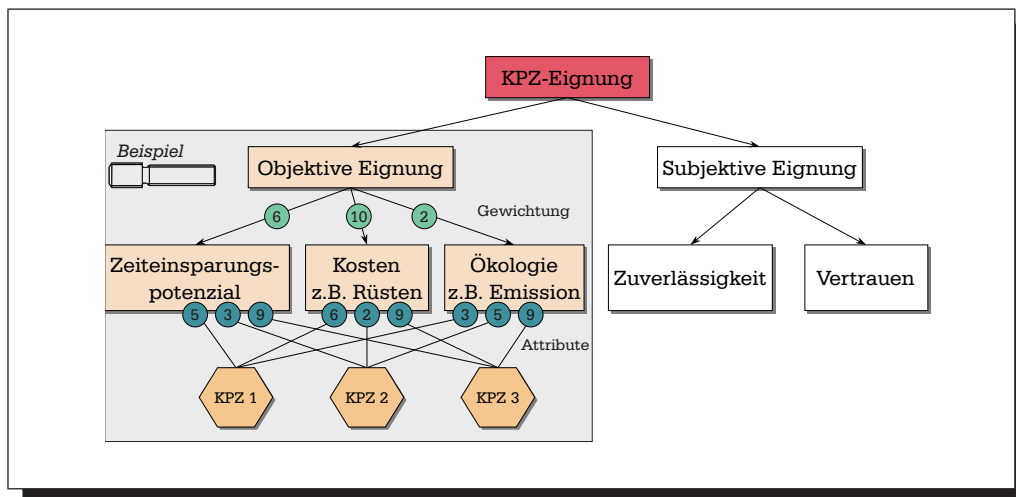 KPZ-Eignung
Beispiel
Objektive Eignung
Subjektive Eignung
6
10
2
Gewichtung
Zeiteinsparungs-
potenzial
Kosten
z.B. Rüsten
Ökologie
z.B. Emission
Zuverlässigkeit
Vertrauen
5 3 9
6 2 9
3 5 9
Attribute
KPZ 1
KPZ 2
KPZ 3